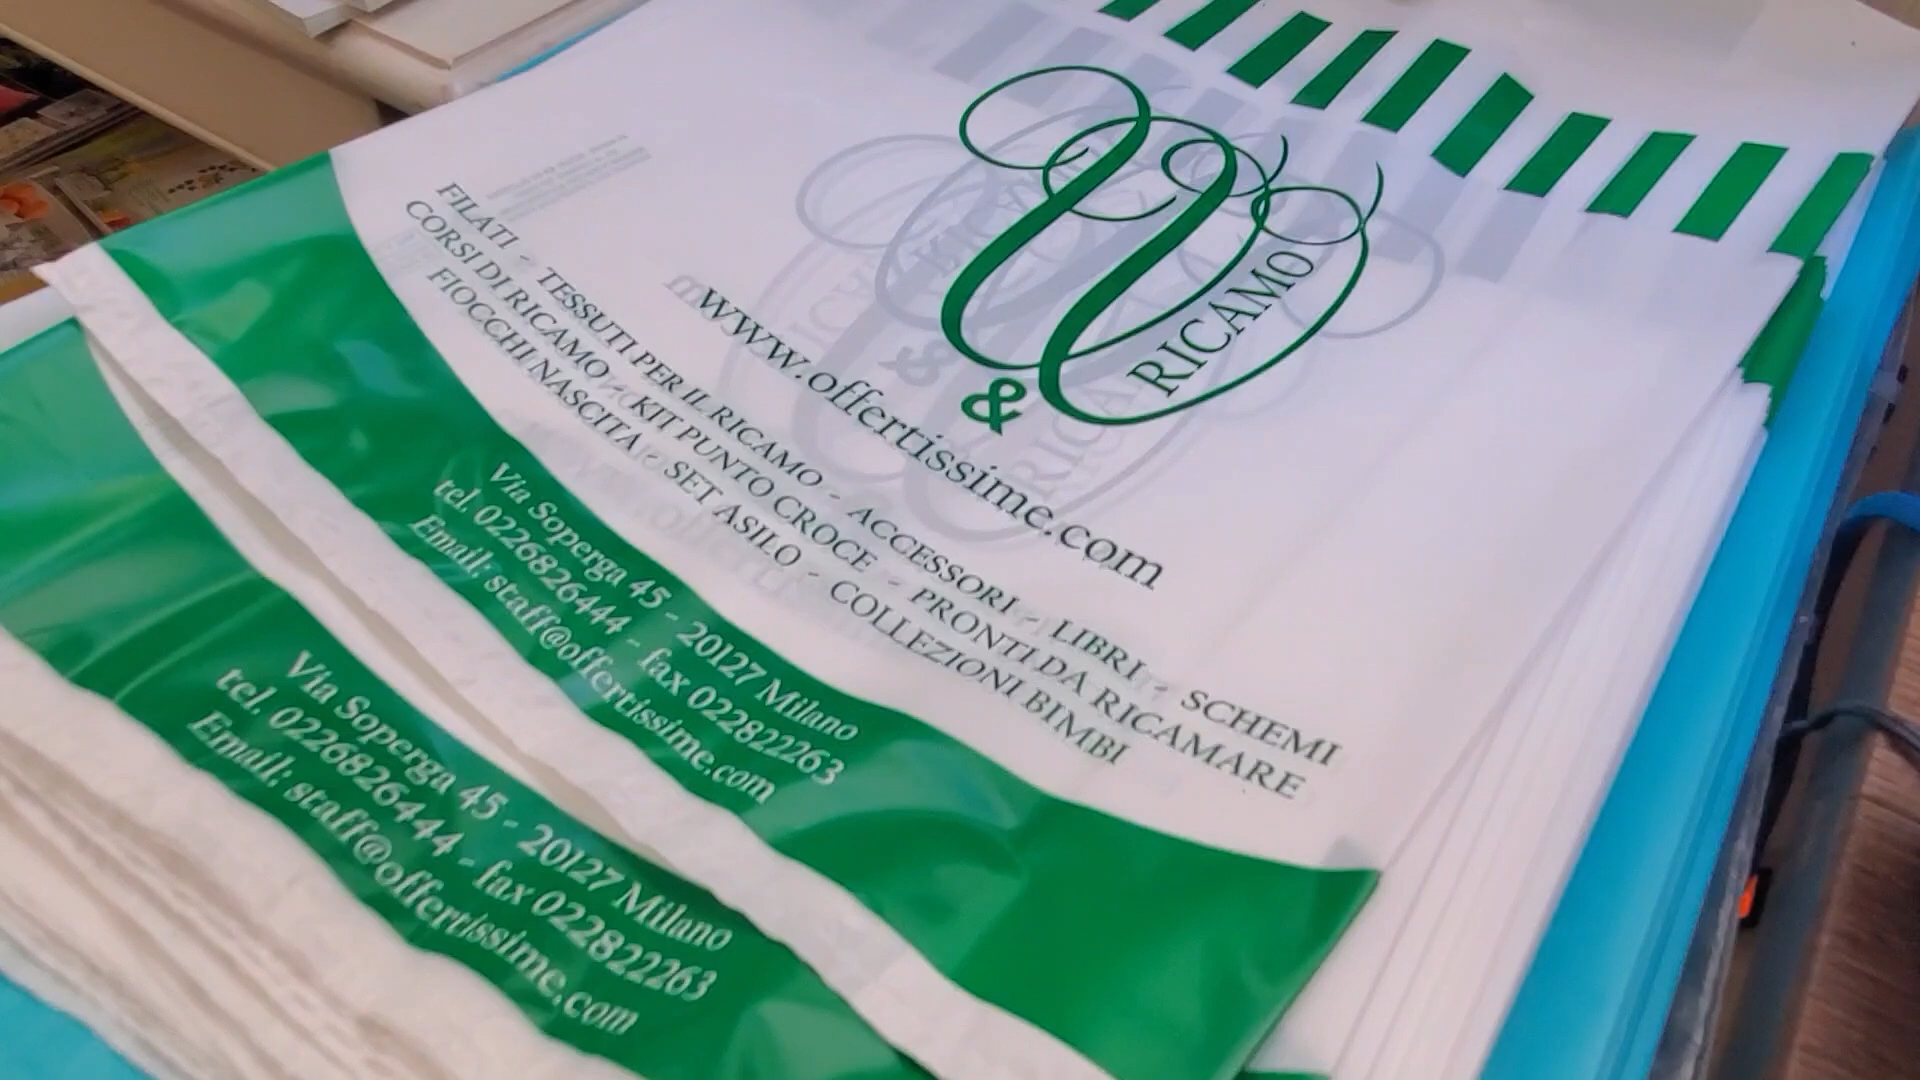 &
RICAMO
www.offertissime.com
FILATI - TESSUTI PER IL RICAMO - ACCESSORI - LIBRI - SCHEMI
CORSI DI RICAMO - KIT PUNTO CROCE - PRONTI DA RICAMARE
FIOCCHI NASCITA - SET ASILO - COLLEZIONI BIMBI
Via Soperga 45 - 20127 Milano
tel. 0226826444 - fax 022822263
Email: staff@offertissime.com
Via Soperga 45 - 20127 Milano
tel. 0226826444 - fax 022822263
Email: staff@offertissime.com